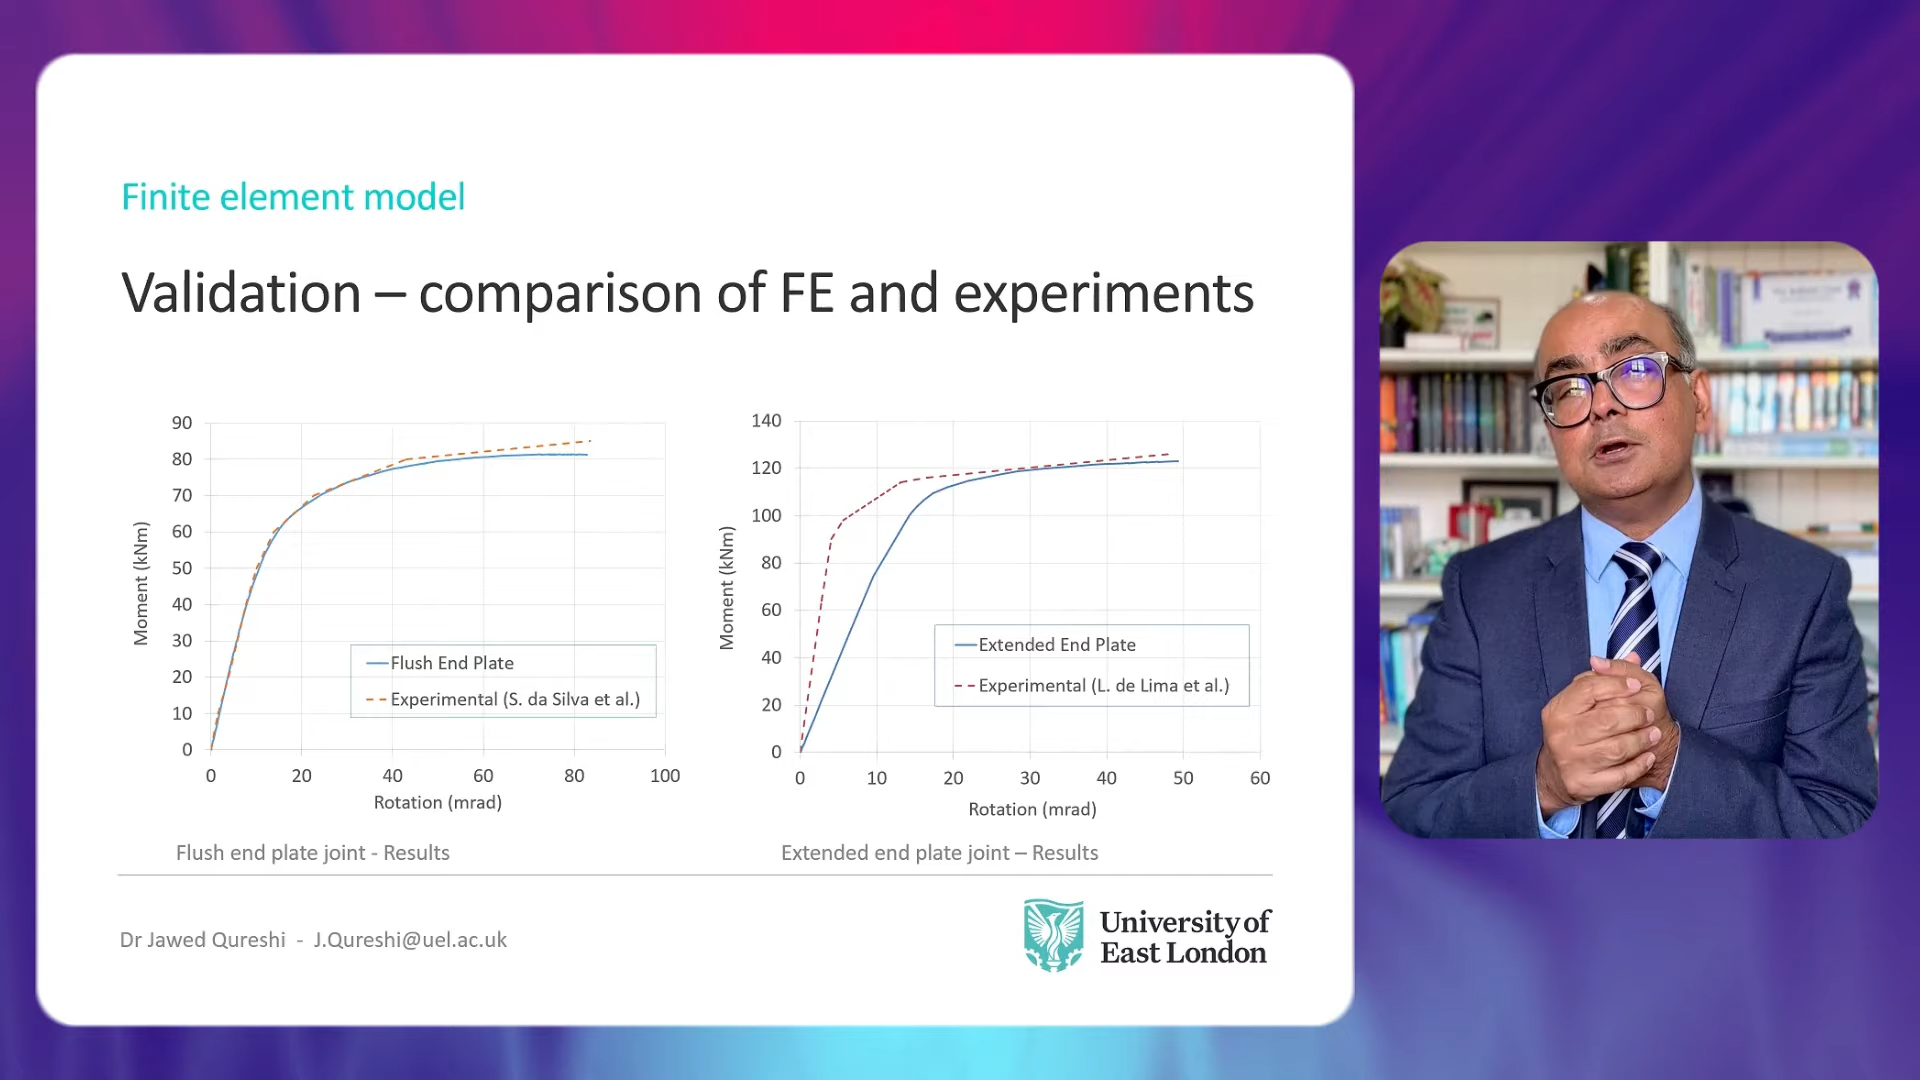 Finite element model
Validation – comparison of FE and experiments
90
80
70
60
50
40
30
20
10
0
Moment (kNm)
Flush End Plate
Experimental (S. da Silva et al.)
0 20 40 60 80 100
Rotation (mrad)
Flush end plate joint - Results
140
120
100
80
60
40
20
0
Moment (kNm)
Extended End Plate
Experimental (L. de Lima et al.)
0 10 20 30 40 50 60
Rotation (mrad)
Extended end plate joint – Results
Dr Jawed Qureshi - J.Qureshi@uel.ac.uk
University of
East London